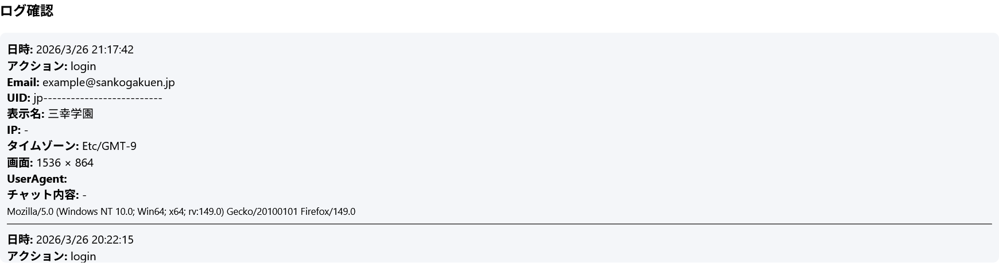 ログ確認
日時: 2026/3/26 21:17:42
アクション: login
Email: example@sankogakuen.jp
UID: jp--------------------------
表示名: 三幸学園
IP: -
タイムゾーン: Etc/GMT-9
画面: 1536 × 864
UserAgent:
チャット内容: -
Mozilla/5.0 (Windows NT 10.0; Win64; x64; rv:149.0) Gecko/20100101 Firefox/149.0
日時: 2026/3/26 20:22:15
アクション: login